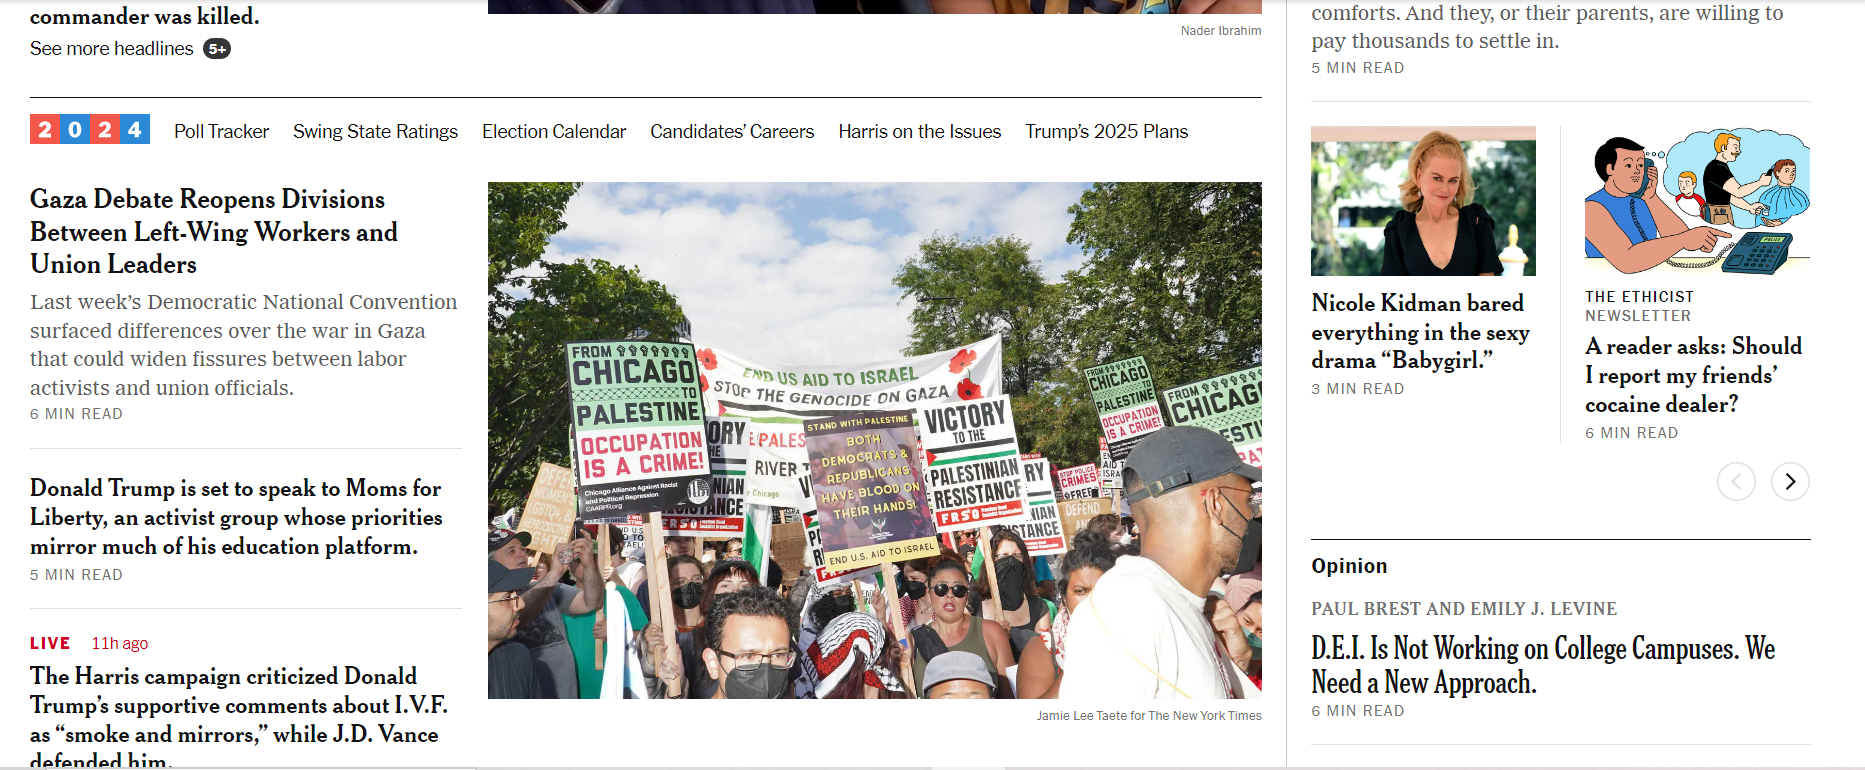 commander was killed.
See more headlines 5+
Nader Ibrahim
comforts. And they, or their parents, are willing to
pay thousands to settle in.
5 MIN READ
2024
Poll Tracker
Swing State Ratings
Election Calendar
Candidates' Careers
Harris on the Issues
Trump's 2025 Plans
Gaza Debate Reopens Divisions
Between Left-Wing Workers and
Union Leaders
Last week's Democratic National Convention
surfaced differences over the war in Gaza
that could widen fissures between labor
activists and union officials.
6 MIN READ
Donald Trump is set to speak to Moms for
Liberty, an activist group whose priorities
mirror much of his education platform.
5 MIN READ
LIVE 11h ago
The Harris campaign criticized Donald
Trump's supportive comments about I.V.F.
as “smoke and mirrors,” while J.D. Vance
defended him.
FROM
CHICAGO
TO
PALESTINE
OCCUPATION
IS A CRIME!
Chicago Alliance Against Racist
and Political Repression
CAARPR.org
END US AID TO ISRAEL
STOP THE GENOCIDE ON GAZA
RIVER
STAND WITH PALESTINE
BOTH
DEMOCRATS &
REPUBLICANS
HAVE BLOOD ON
THEIR HANDS!
END U.S. AID TO ISRAEL
VICTORY
TO THE
PALESTINIAN
RESISTANCE
FRSO
FROM
CHICAGO
TO
PALESTINE
OCCUPATION
IS A CRIME!
FROM
CHICAG
STOP POLICE
CRIMES
DEFEND
Jamie Lee Taete for The New York Times
Nicole Kidman bared
everything in the sexy
drama “Babygirl.”
3 MIN READ
POLICE
THE ETHICIST
NEWSLETTER
A reader asks: Should
I report my friends'
cocaine dealer?
6 MIN READ
Opinion
PAUL BREST AND EMILY J. LEVINE
D.E.I. Is Not Working on College Campuses. We
Need a New Approach.
6 MIN READ